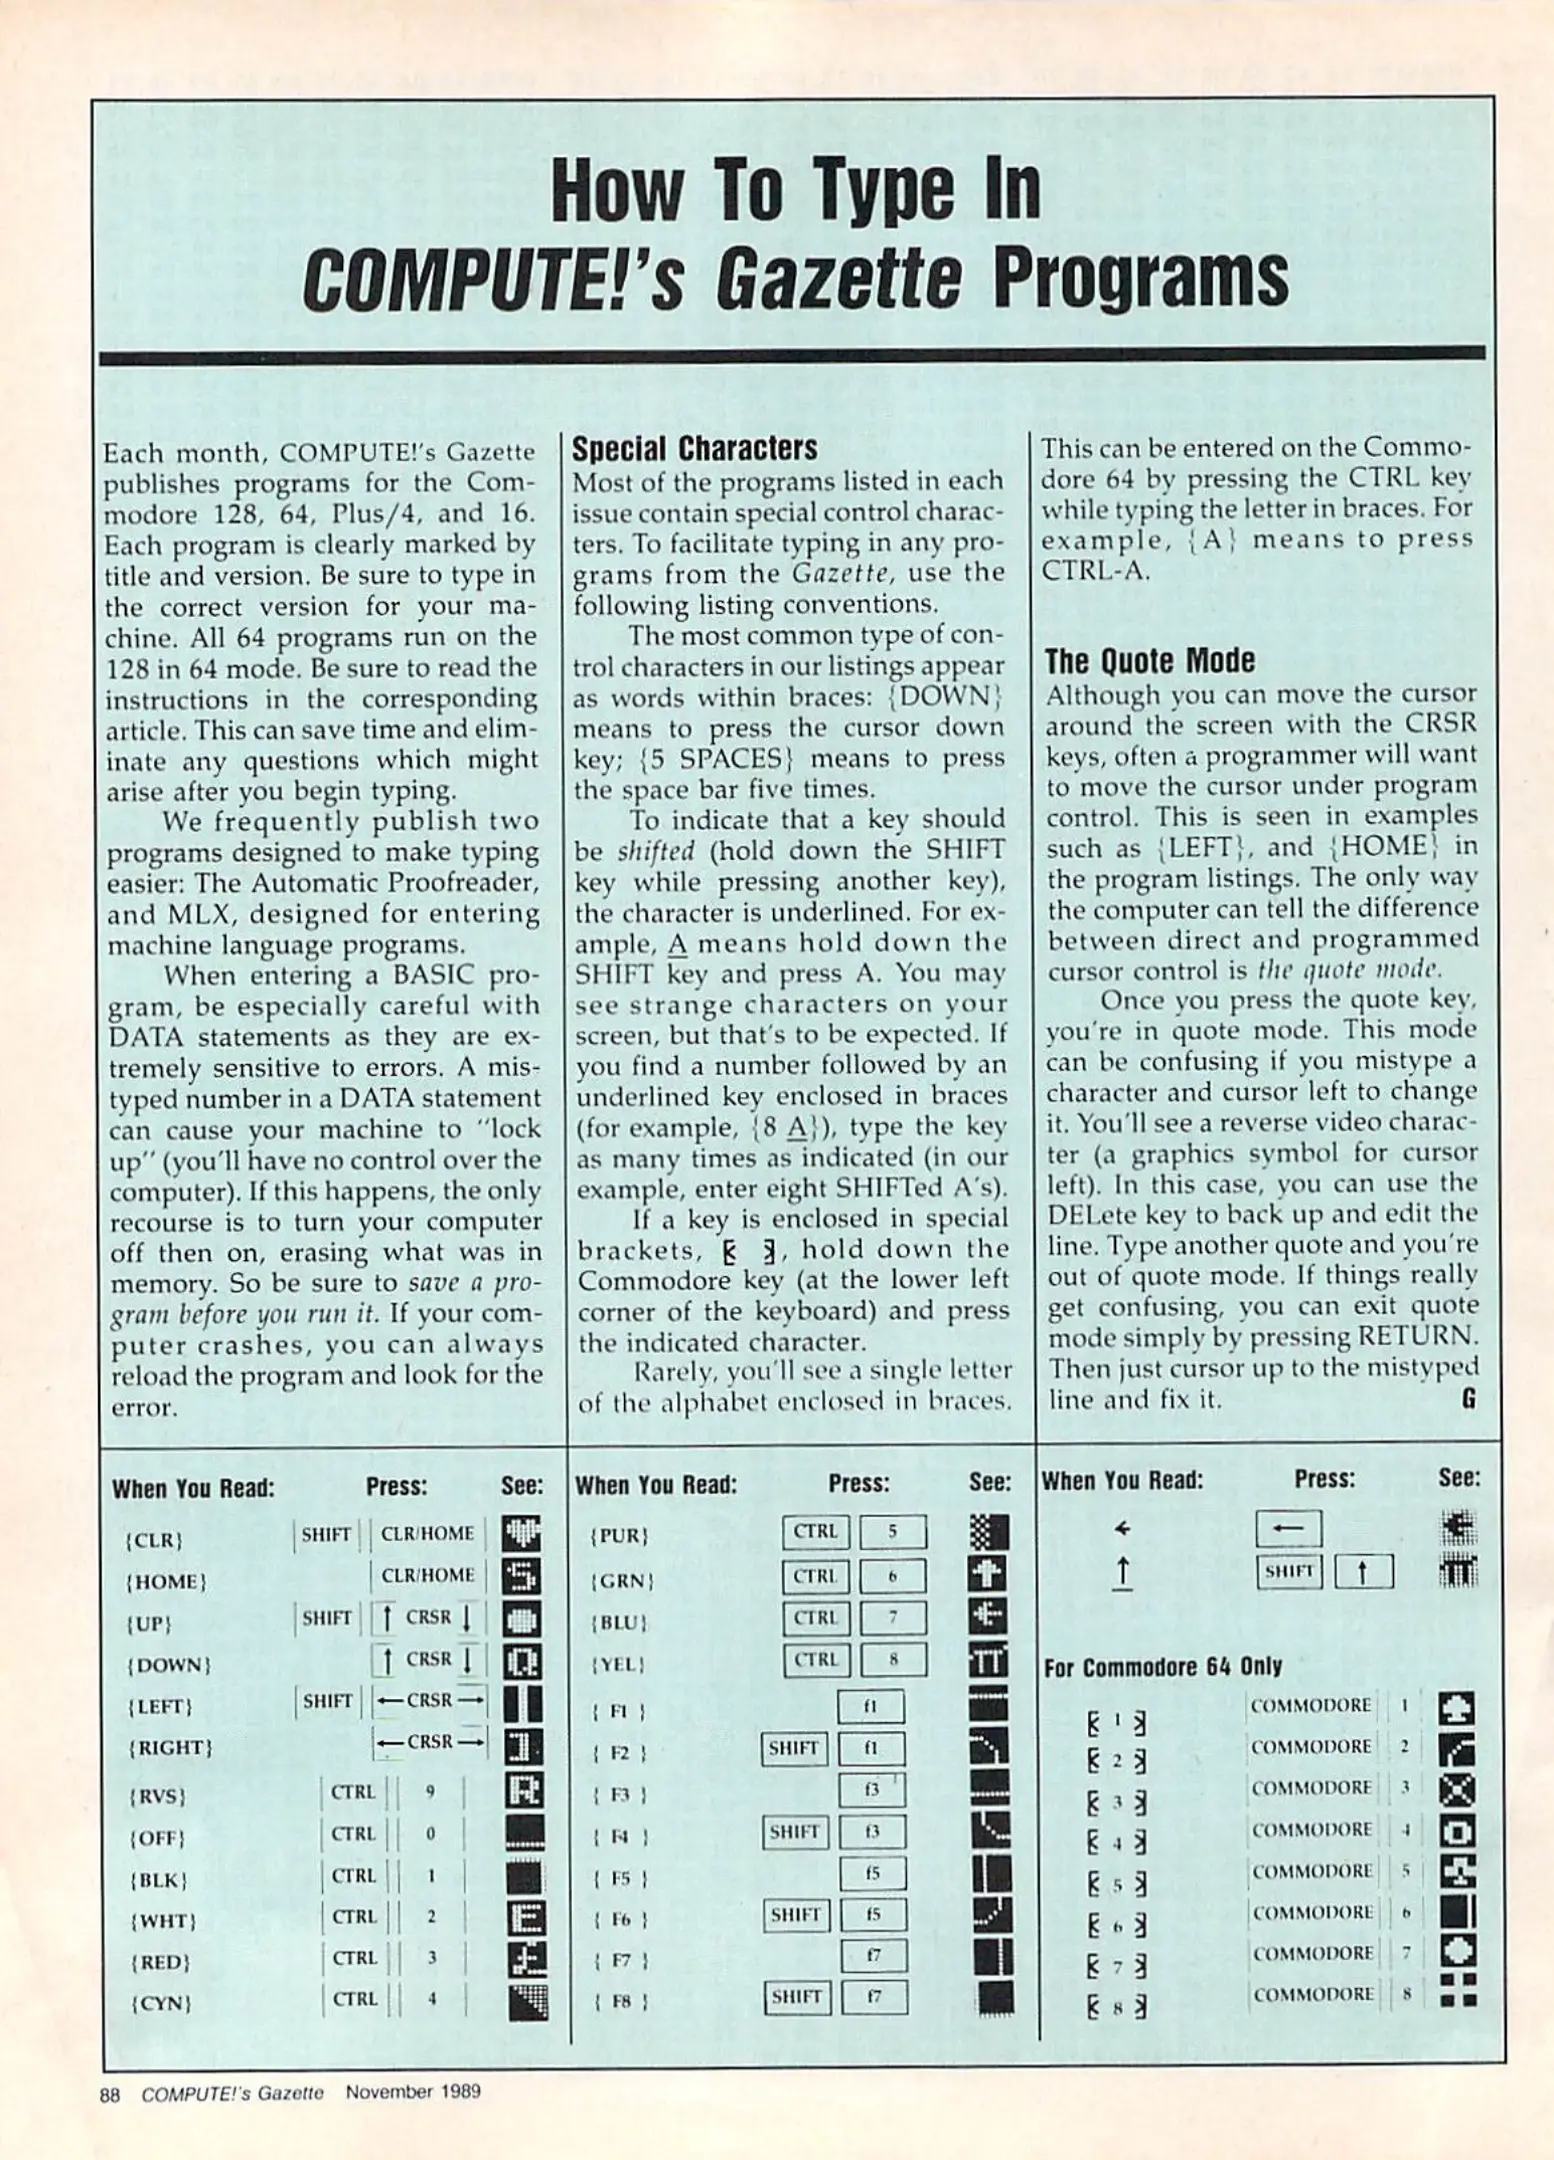 How To Type In
COMPUTE!'s Gazette Programs
Each month, COMPUTE!'s Gazette
publishes programs for the Com-
modore 128, 64, Plus/4, and 16.
Each program is clearly marked by
title and version. Be sure to type in
the correct version for your ma-
chine. All 64 programs run on the
128 in 64 mode. Be sure to read the
instructions in the corresponding
article. This can save time and elim-
inate any questions which might
arise after you begin typing.
We frequently publish two
programs designed to make typing
easier: The Automatic Proofreader,
and MLX, designed for entering
machine language programs.
When entering a BASIC pro-
gram, be especially careful with
DATA statements as they are ex-
tremely sensitive to errors. A mis-
typed number in a DATA statement
can cause your machine to "lock
up" (you'll have no control over the
computer). If this happens, the only
recourse is to turn your computer
off then on, erasing what was in
memory. So be sure to save a pro-
gram before you run it. If your com-
puter crashes, you can always
reload the program and look for the
error.
Special Characters
Most of the programs listed in each
issue contain special control charac-
ters. To facilitate typing in any pro-
grams from the Gazette, use the
following listing conventions.
The most common type of con-
trol characters in our listings appear
as words within braces: {DOWN}
means to press the cursor down
key; {5 SPACES} means to press
the space bar five times.
To indicate that a key should
be shifted (hold down the SHIFT
key while pressing another key),
the character is underlined. For ex-
ample, A means hold down the
SHIFT key and press A. You may
see strange characters on your
screen, but that's to be expected. If
you find a number followed by an
underlined key enclosed in braces
(for example, {8 A}), type the key
as many times as indicated (in our
example, enter eight SHIFTed A's).
If a key is enclosed in special
brackets, [< >], hold down the
Commodore key (at the lower left
corner of the keyboard) and press
the indicated character.
Rarely, you'll see a single letter
of the alphabet enclosed in braces.
This can be entered on the Commo-
dore 64 by pressing the CTRL key
while typing the letter in braces. For
example, {A} means to press
CTRL-A.
The Quote Mode
Although you can move the cursor
around the screen with the CRSR
keys, often a programmer will want
to move the cursor under program
control. This is seen in examples
such as {LEFT}, and {HOME} in
the program listings. The only way
the computer can tell the difference
between direct and programmed
cursor control is the quote mode.
Once you press the quote key,
you're in quote mode. This mode
can be confusing if you mistype a
character and cursor left to change
it. You'll see a reverse video charac-
ter (a graphics symbol for cursor
left). In this case, you can use the
DELete key to back up and edit the
line. Type another quote and you're
out of quote mode. If things really
get confusing, you can exit quote
mode simply by pressing RETURN.
Then just cursor up to the mistyped
line and fix it. G
When You Read: Press: See:
{CLR} SHIFT CLR/HOME
{HOME} CLR/HOME
{UP} SHIFT ↑ CRSR ↓
{DOWN} ↑ CRSR ↓
{LEFT} SHIFT ←CRSR→
{RIGHT} ←CRSR→
{RVS} CTRL 9
{OFF} CTRL 0
{BLK} CTRL 1
{WHT} CTRL 2
{RED} CTRL 3
{CYN} CTRL 4
When You Read: Press: See:
{PUR} CTRL 5
{GRN} CTRL 6
{BLU} CTRL 7
{YEL} CTRL 8
{ F1 } f1
{ F2 } SHIFT f1
{ F3 } f3
{ F4 } SHIFT f3
{ F5 } f5
{ F6 } SHIFT f5
{ F7 } f7
{ F8 } SHIFT f7
When You Read: Press: See:
← ←
↑ SHIFT ↑
For Commodore 64 Only
[< 1 >] COMMODORE 1
[< 2 >] COMMODORE 2
[< 3 >] COMMODORE 3
[< 4 >] COMMODORE 4
[< 5 >] COMMODORE 5
[< 6 >] COMMODORE 6
[< 7 >] COMMODORE 7
[< 8 >] COMMODORE 8
88 COMPUTE!'s Gazette November 1989